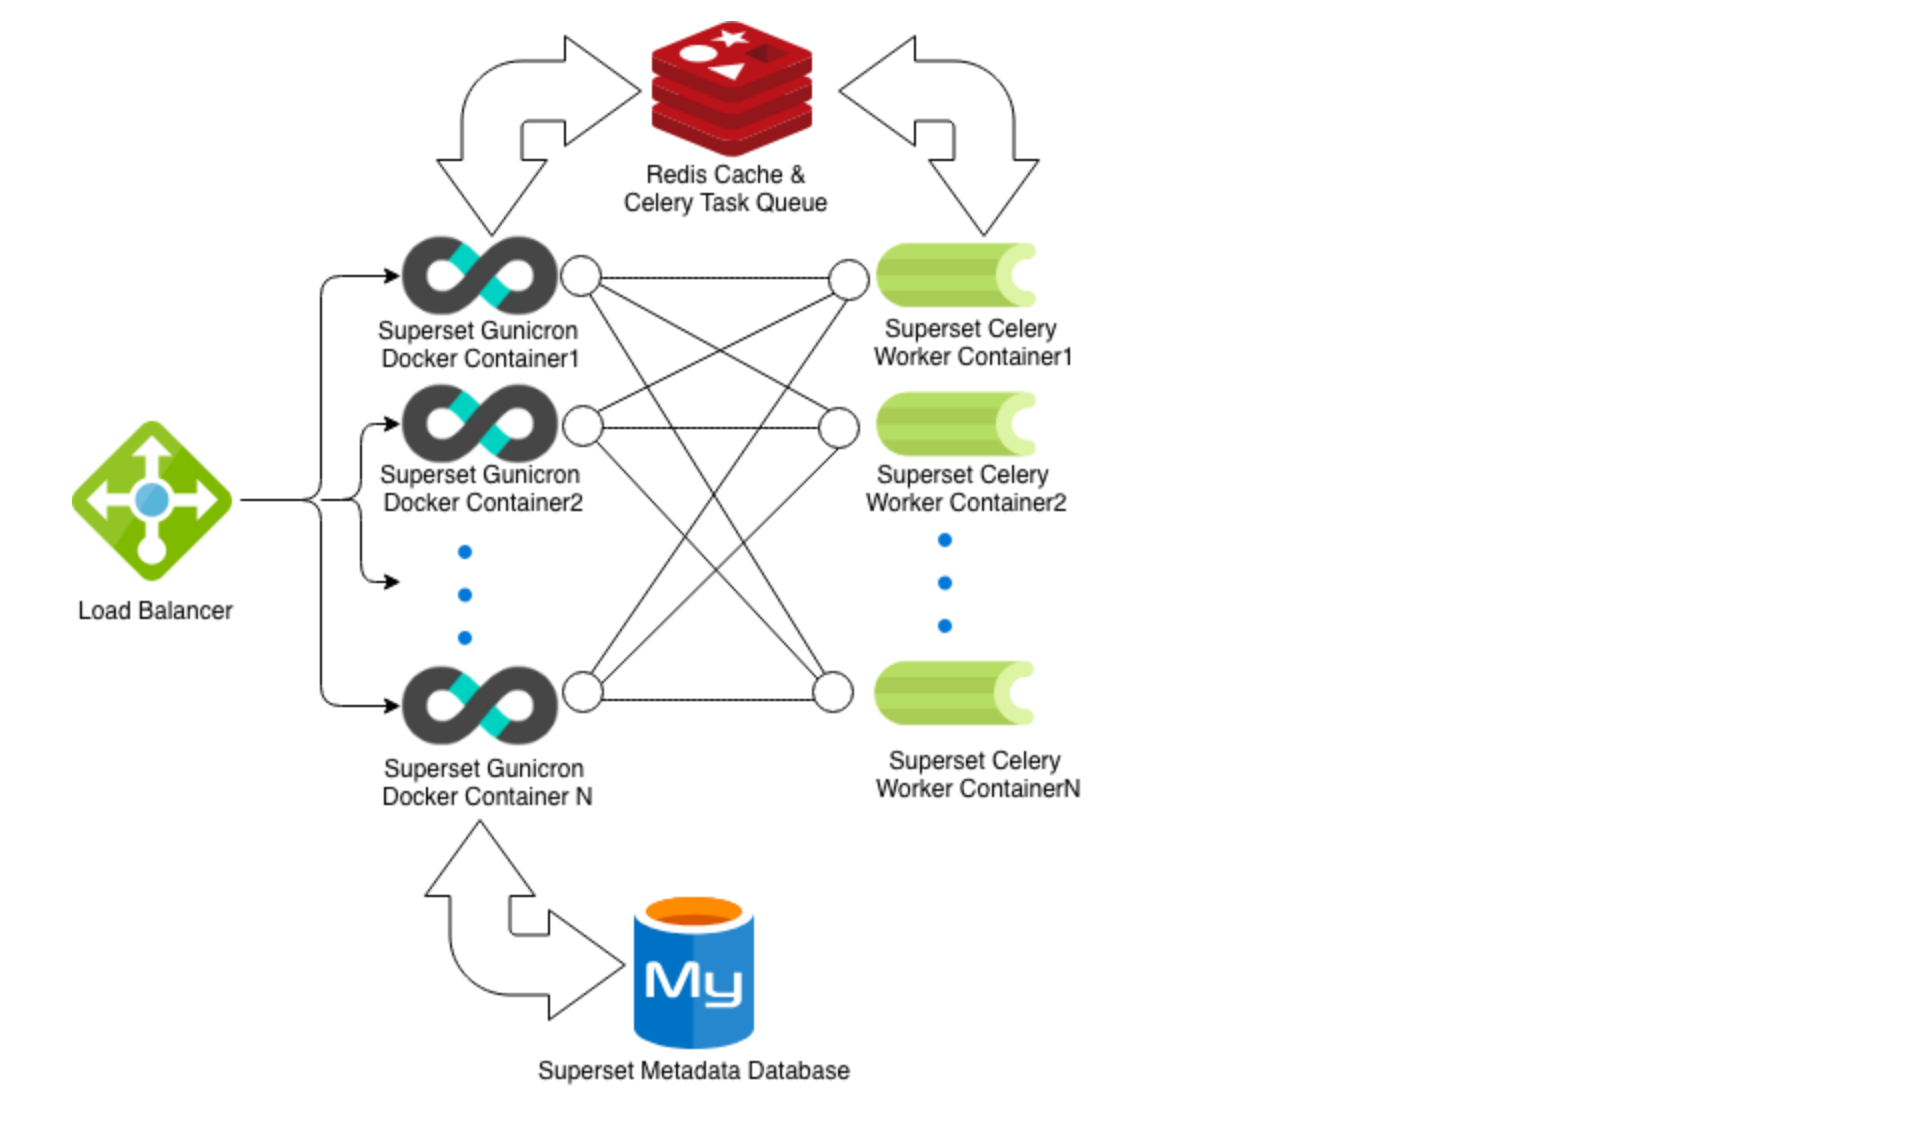 Redis Cache &
Celery Task Queue
Superset Gunicron
Docker Container1
Superset Celery
Worker Container1
Superset Gunicron
Docker Container2
Superset Celery
Worker Container2
Load Balancer
Superset Gunicron
Docker Container N
Superset Celery
Worker ContainerN
My
Superset Metadata Database